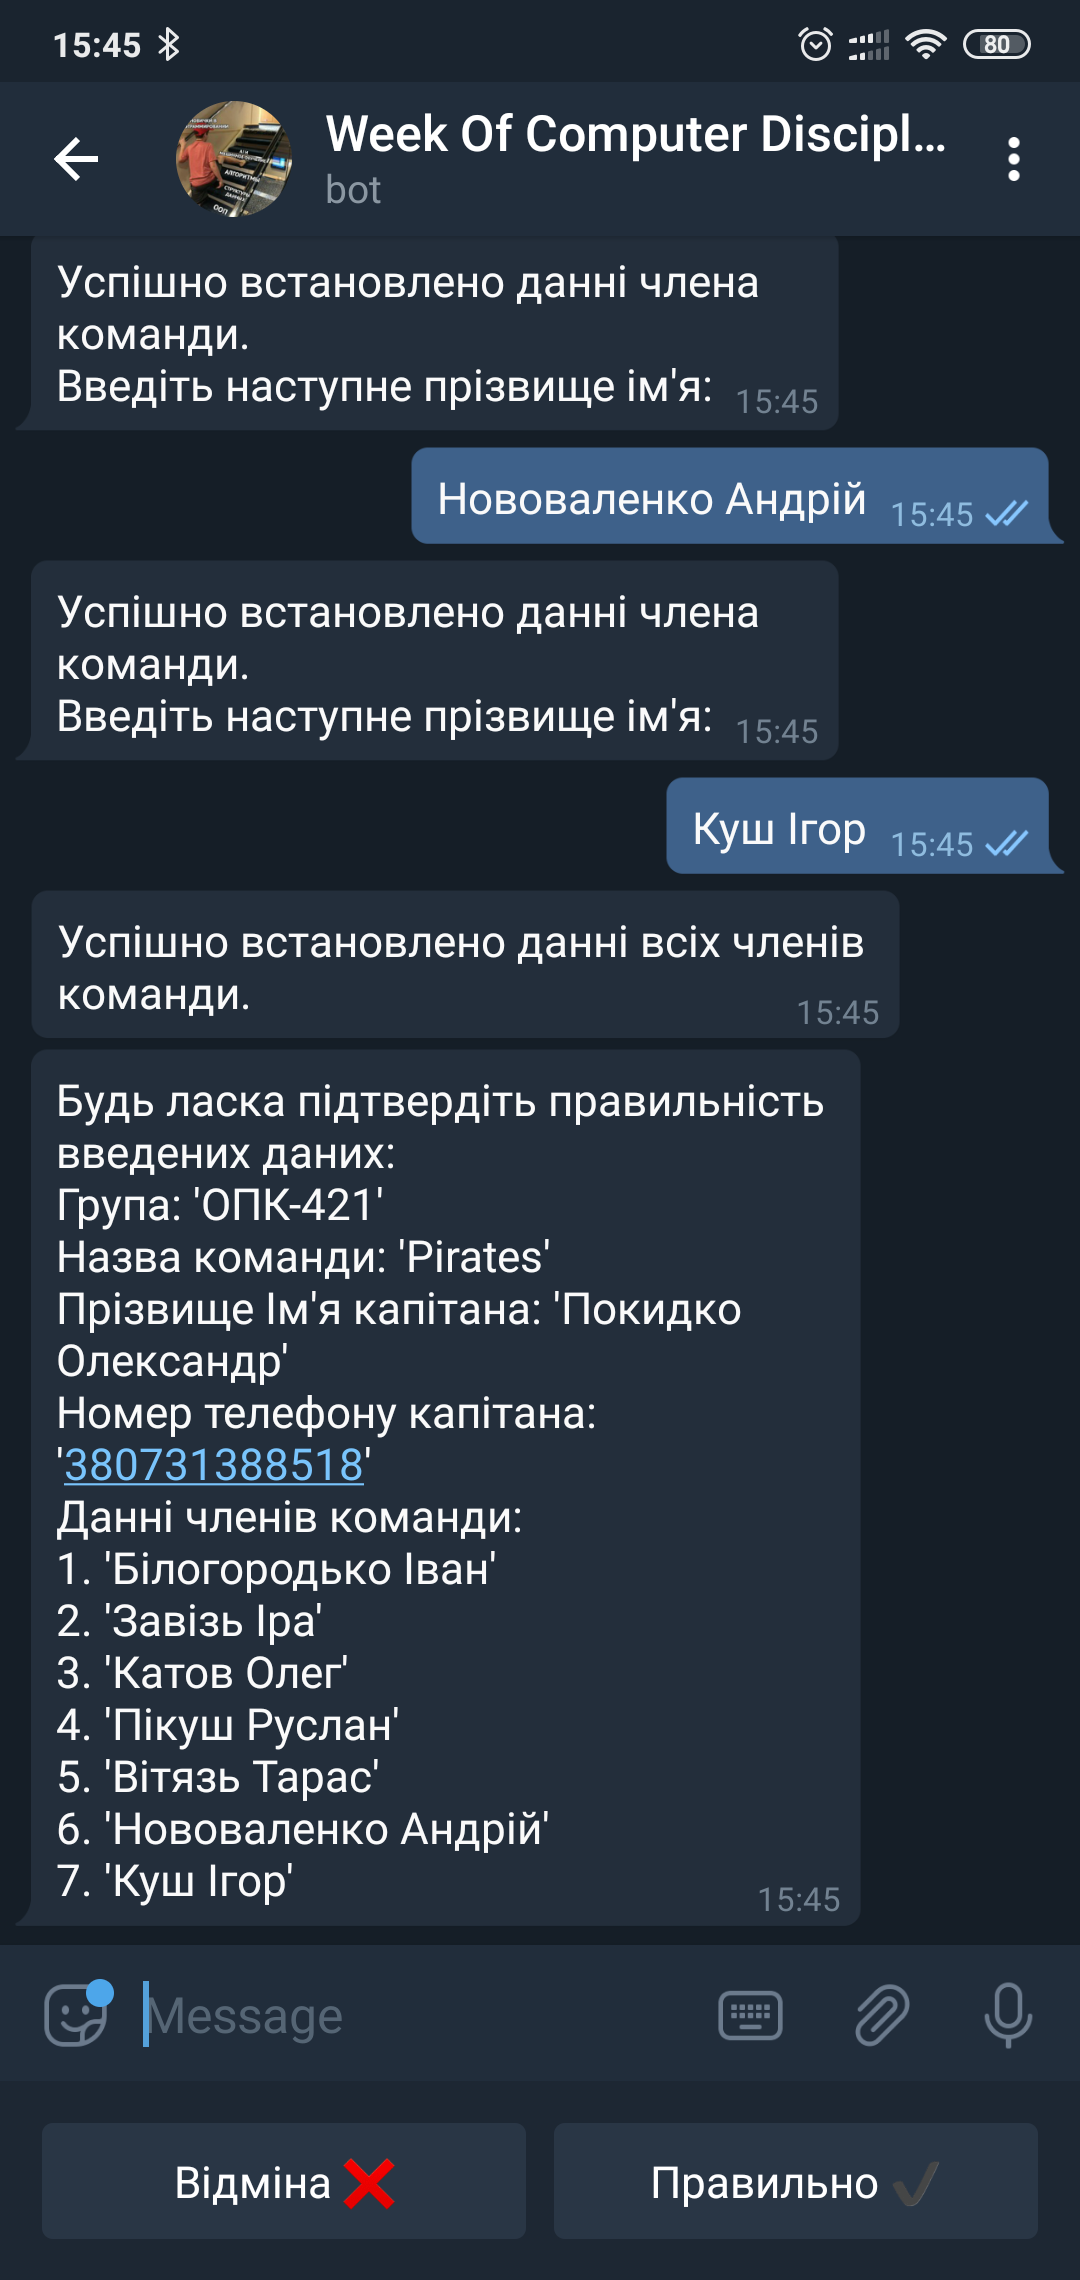 15:45
80
Week Of Computer Discipl...
bot
Успішно встановлено данні члена
команди.
Введіть наступне прізвище ім'я: 15:45
Нововаленко Андрій 15:45
Успішно встановлено данні члена
команди.
Введіть наступне прізвище ім'я: 15:45
Куш Ігор 15:45
Успішно встановлено данні всіх членів
команди. 15:45
Будь ласка підтвердіть правильність
введених даних:
Група: 'ОПК-421'
Назва команди: 'Pirates'
Прізвище Ім'я капітана: 'Покидко
Олександр'
Номер телефону капітана:
'380731388518'
Данні членів команди:
1. 'Білогородько Іван'
2. 'Завізь Іра'
3. 'Катов Олег'
4. 'Пікуш Руслан'
5. 'Вітязь Тарас'
6. 'Нововаленко Андрій'
7. 'Куш Ігор' 15:45
Message
Відміна ❌
Правильно ✔